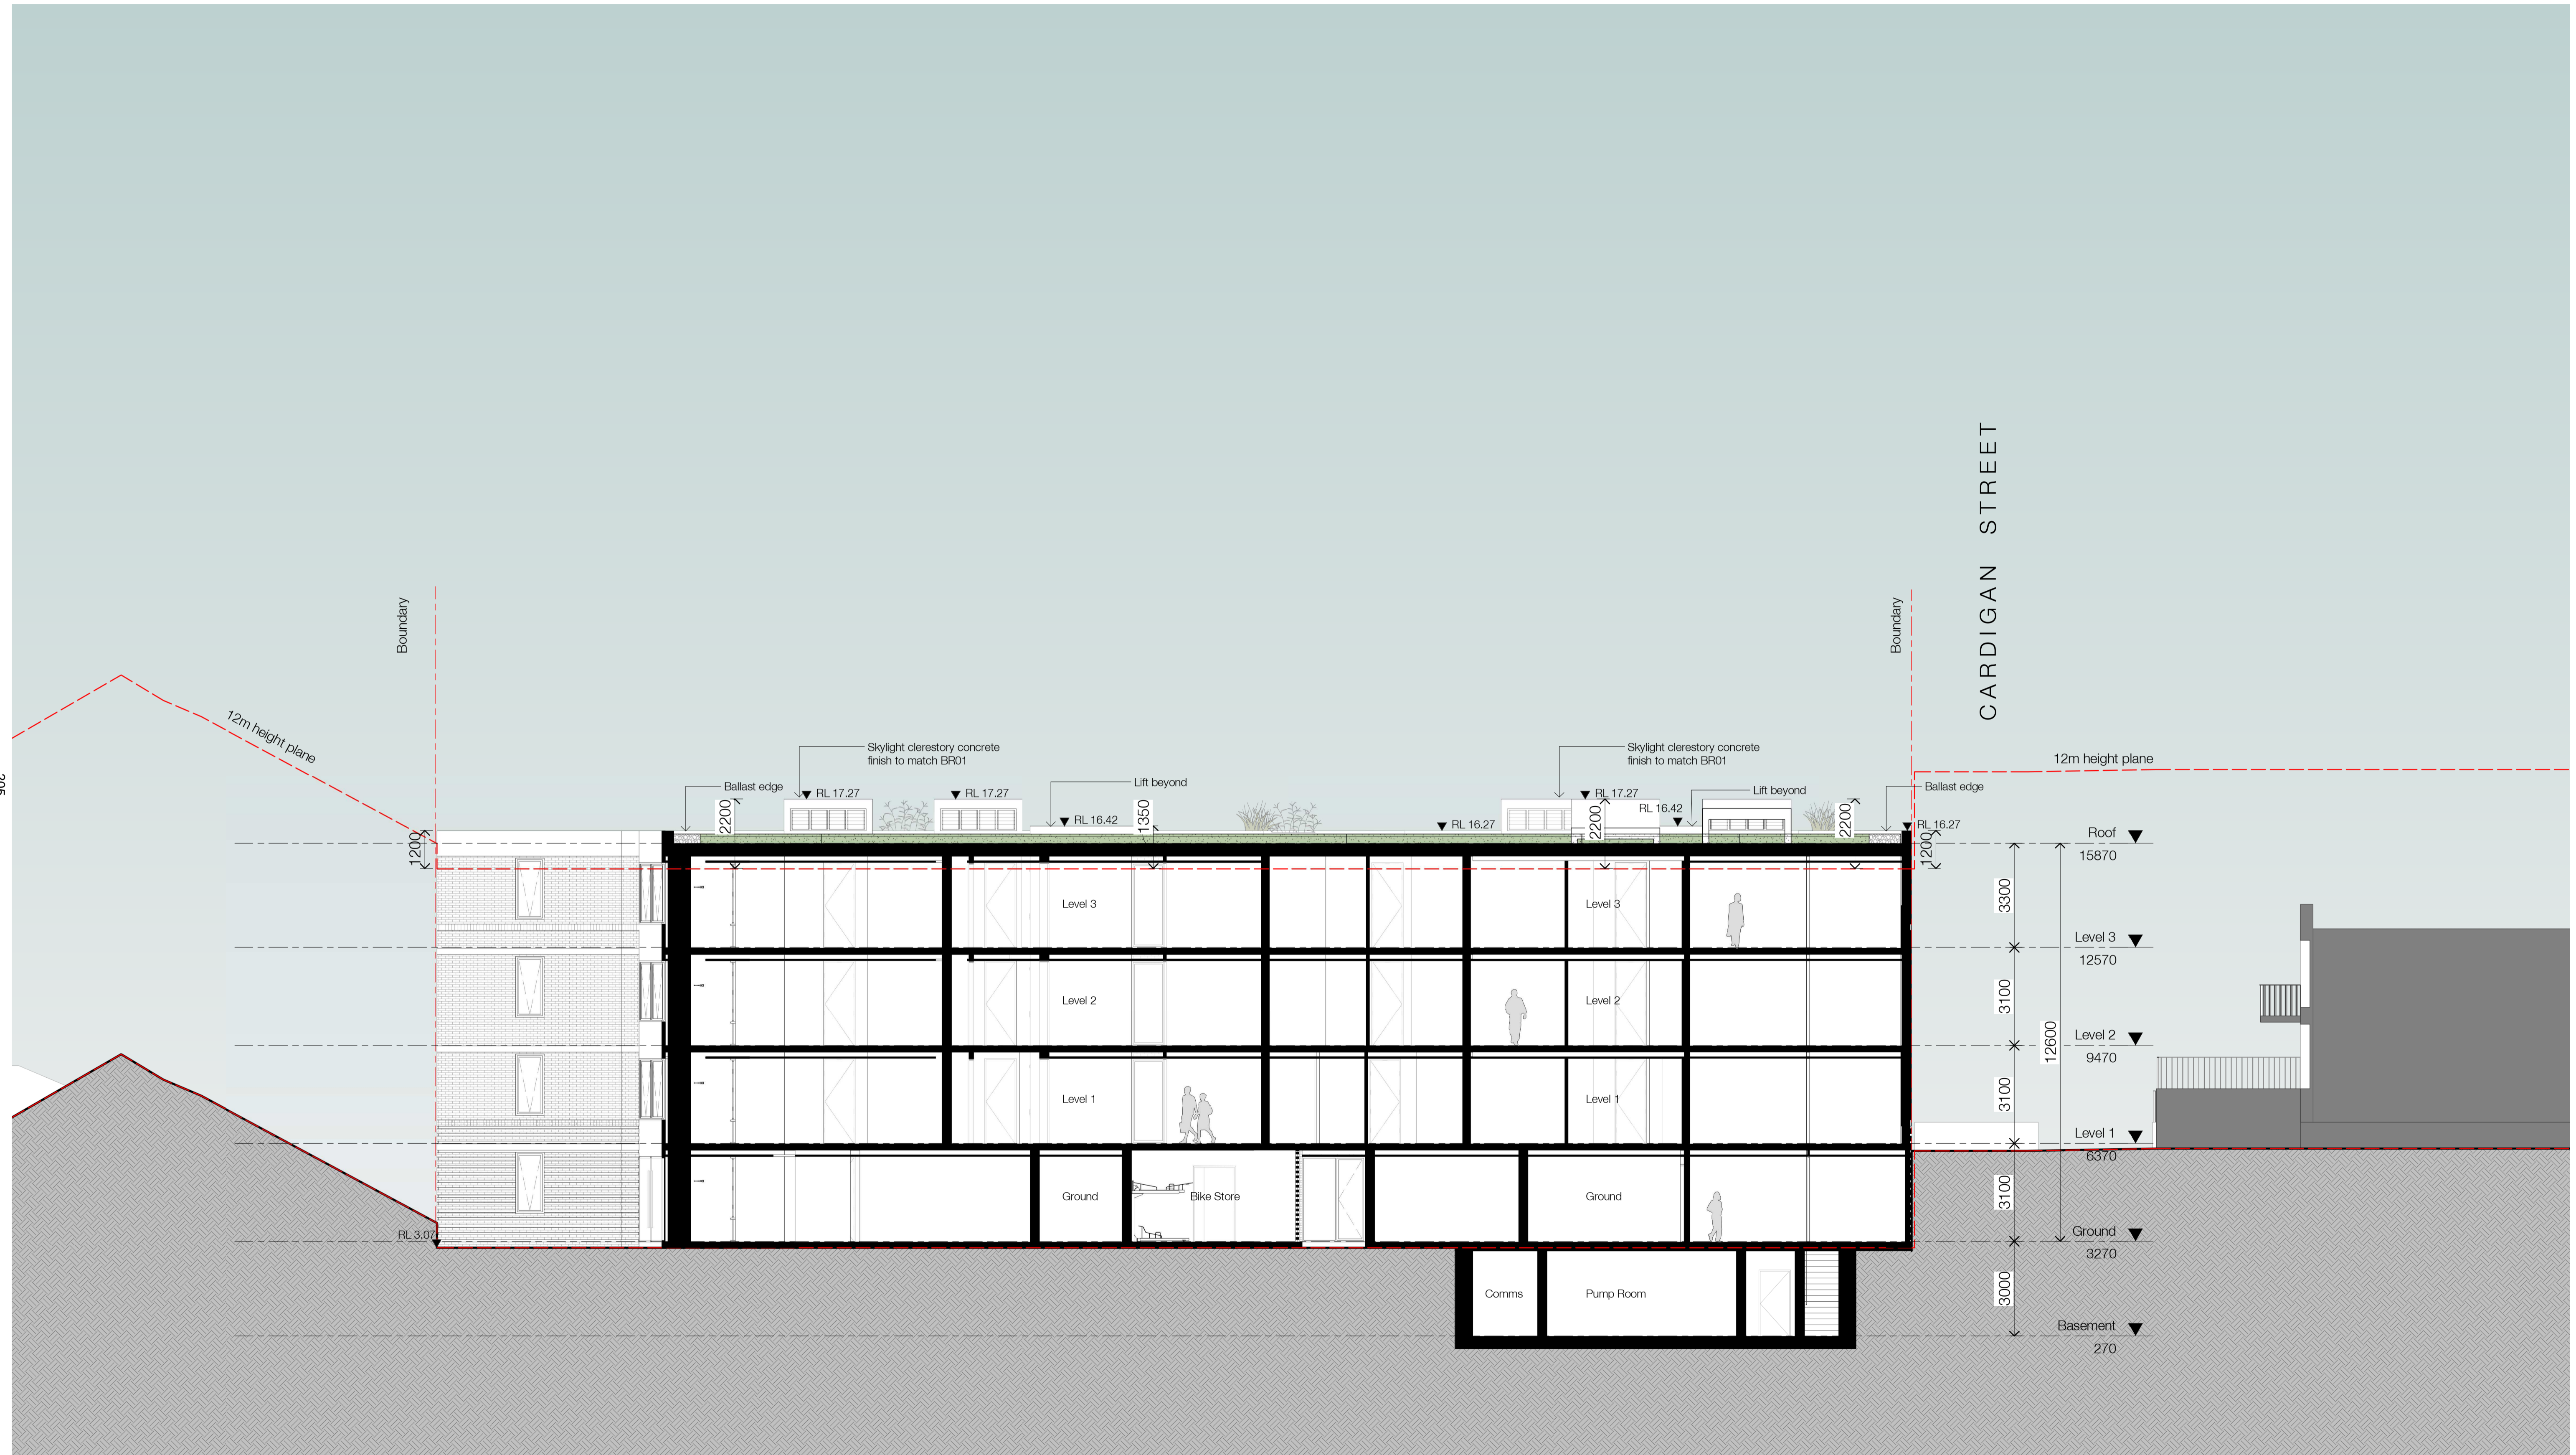 CARDIGAN STREET
Boundary
Boundary
12m height plane
12m height plane
Skylight clerestory concrete
finish to match BR01
Skylight clerestory concrete
finish to match BR01
Ballast edge
Lift beyond
Lift beyond
Ballast edge
RL 17.27
RL 17.27
RL 17.27
RL 16.42
RL 16.42
RL 16.27
RL 16.27
2200
1350
2200
2200
1200
1200
Roof
15870
3300
Level 3
Level 3
Level 3
12570
3100
Level 2
Level 2
Level 2
9470
12600
3100
Level 1
Level 1
Level 1
6370
3100
Ground
Bike Store
Ground
RL 3.07
Ground
3270
3000
Comms
Pump Room
Basement
270